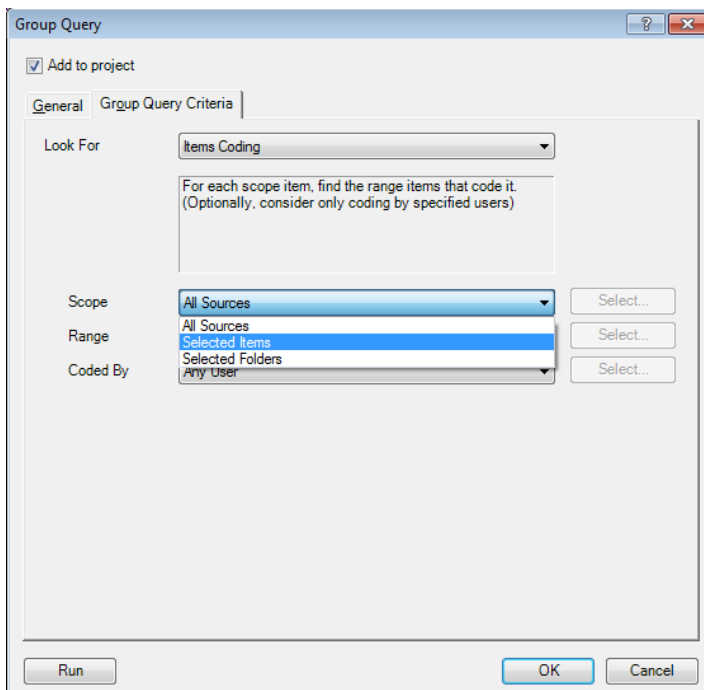 Group Query
Add to project
General Group Query Criteria
Look For Items Coding
For each scope item, find the range items that code it.
(Optionally, consider only coding by specified users)
Scope All Sources Select...
All Sources
Range Selected Items Select...
Selected Folders
Coded By Any User Select...
Run OK Cancel